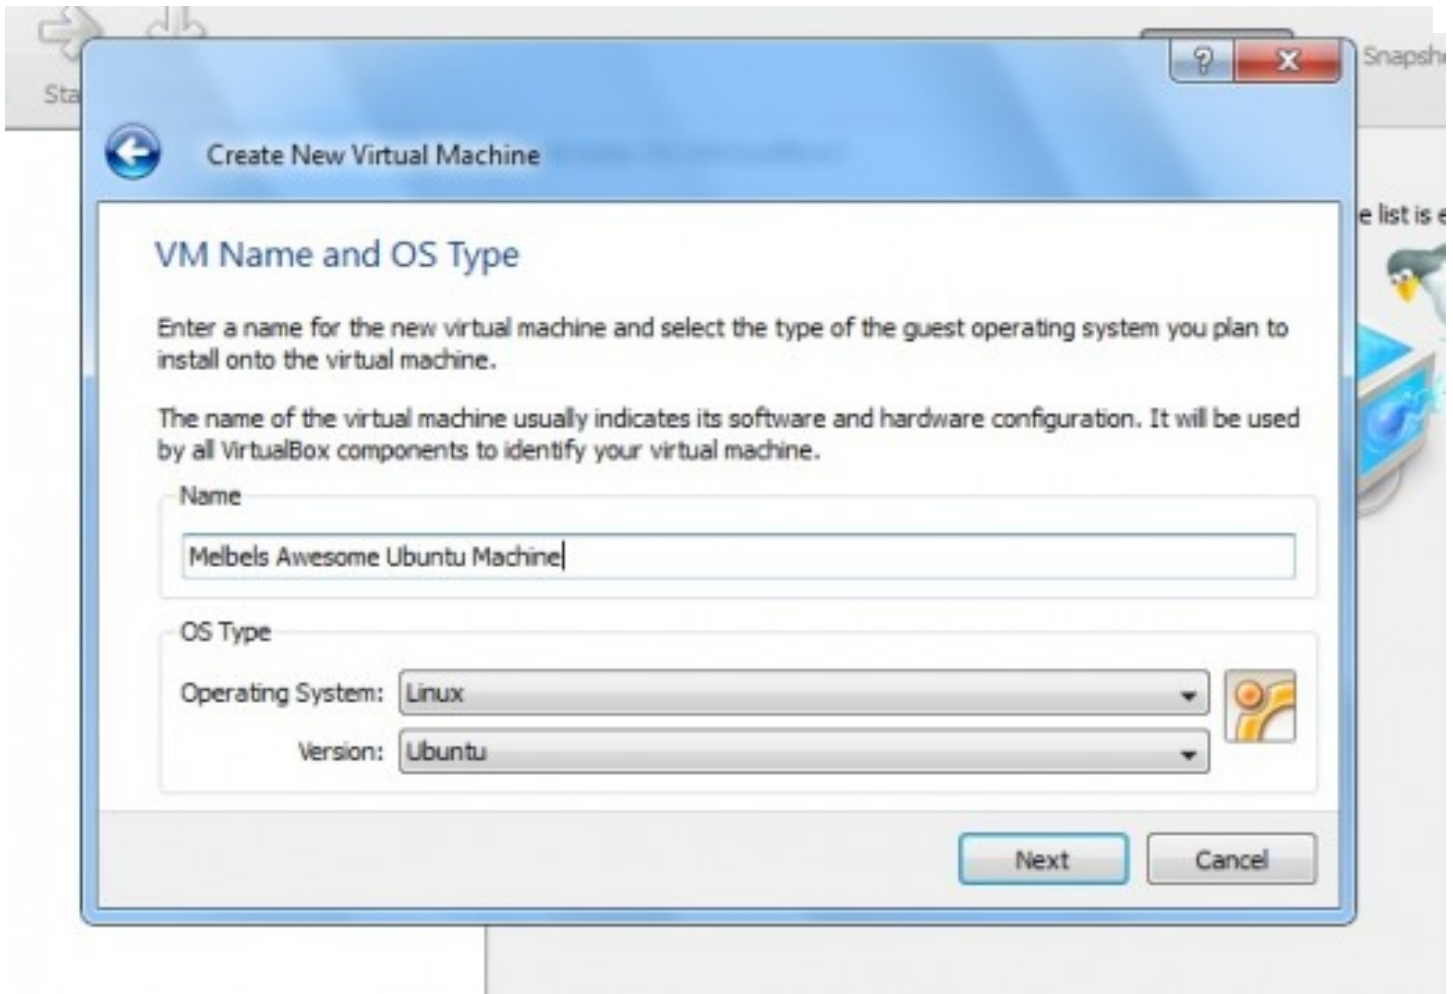 Snapsh
Sta
Create New Virtual Machine
e list is e
VM Name and OS Type
Enter a name for the new virtual machine and select the type of the guest operating system you plan to
install onto the virtual machine.
The name of the virtual machine usually indicates its software and hardware configuration. It will be used
by all VirtualBox components to identify your virtual machine.
Name
Melbels Awesome Ubuntu Machine
OS Type
Operating System: Linux
Version: Ubuntu
Next Cancel